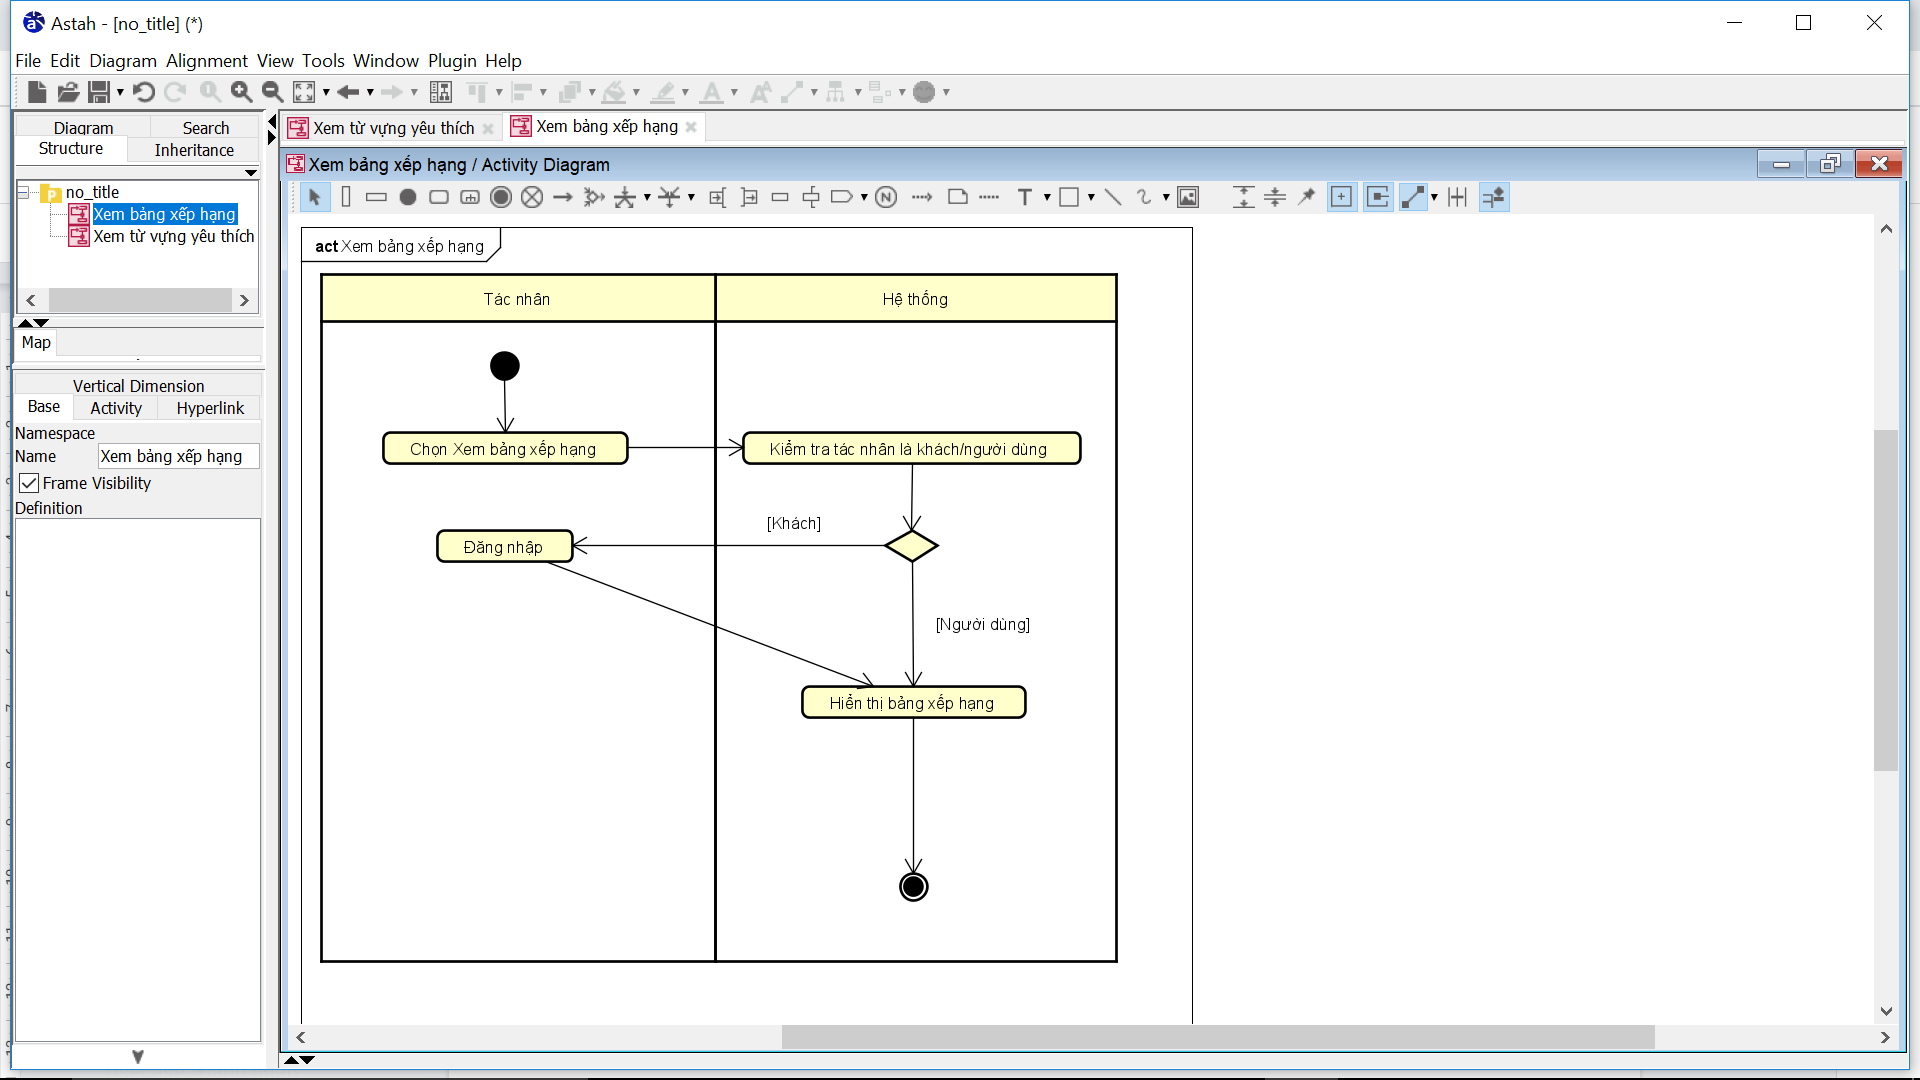 Astah - [no_title] (*)
File Edit Diagram Alignment View Tools Window Plugin Help
Diagram Search
Structure Inheritance
no_title
Xem bảng xếp hạng
Xem từ vựng yêu thích
Map
Vertical Dimension
Base Activity Hyperlink
Namespace
Name Xem bảng xếp hạng
Frame Visibility
Definition
Xem từ vựng yêu thích Xem bảng xếp hạng
Xem bảng xếp hạng / Activity Diagram
act Xem bảng xếp hạng
Tác nhân Hệ thống
Chọn Xem bảng xếp hạng Kiểm tra tác nhân là khách/người dùng
[Khách]
Đăng nhập
[Người dùng]
Hiển thị bảng xếp hạng